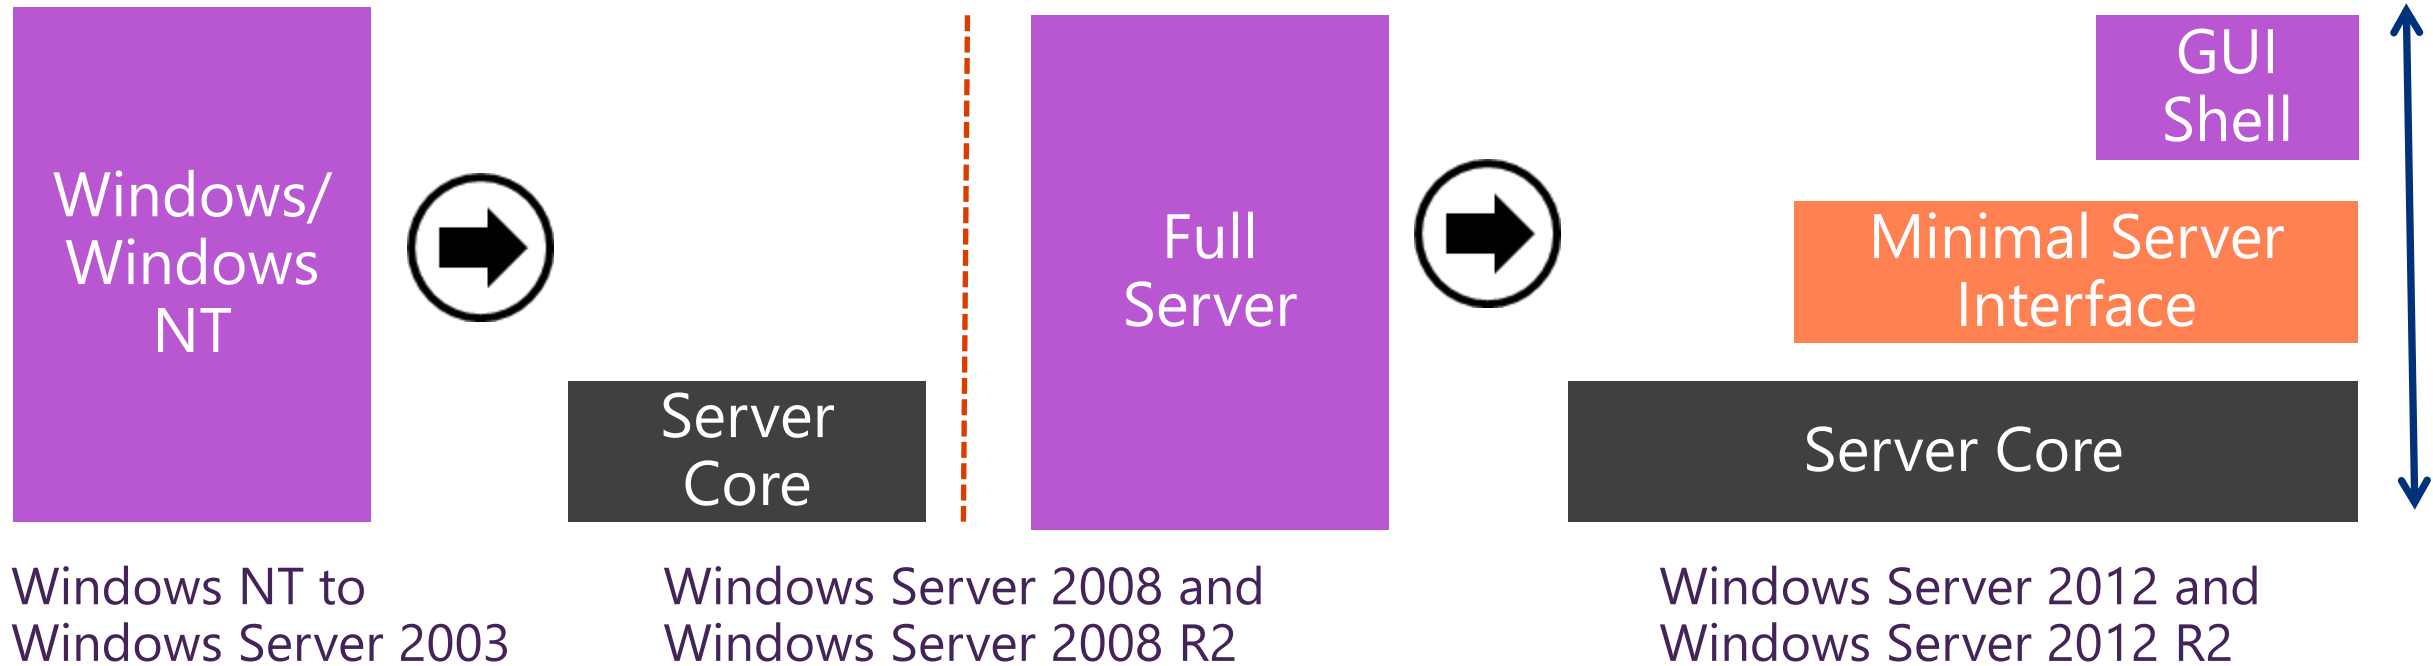 Windows/
Windows
NT
Server
Core
Full
Server
GUI
Shell
Minimal Server
Interface
Server Core
Windows NT to
Windows Server 2003
Windows Server 2008 and
Windows Server 2008 R2
Windows Server 2012 and
Windows Server 2012 R2